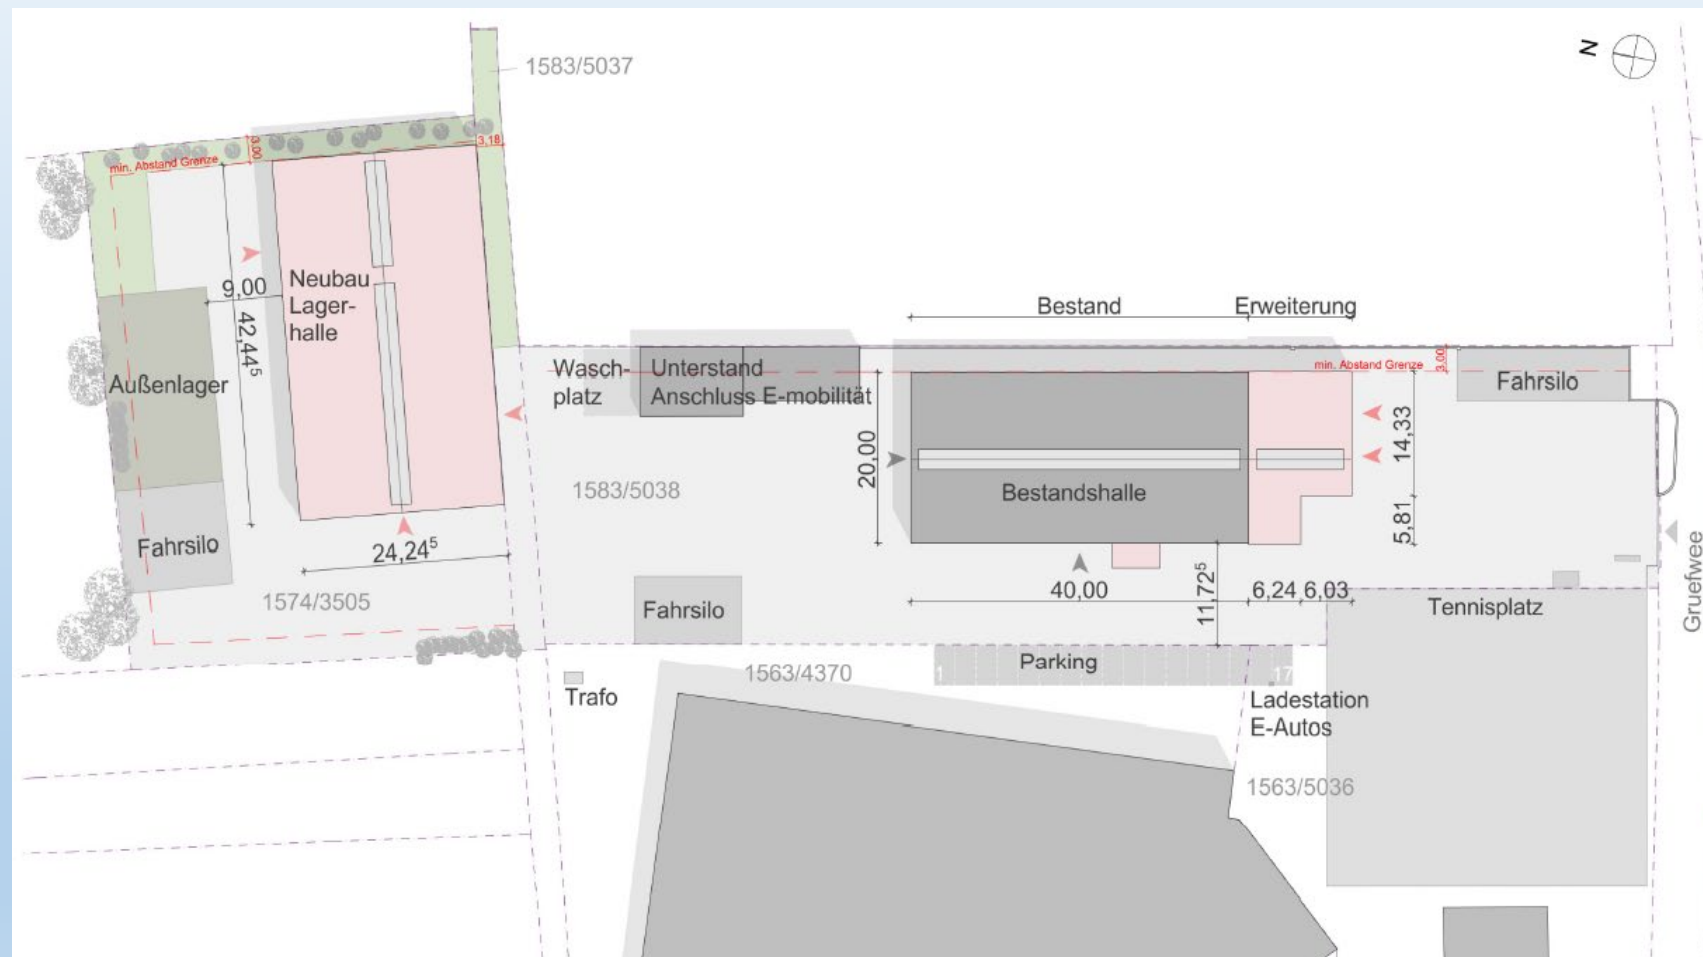 N
1583/5037
3,00
3,18
min. Abstand Grenze
9,00
Neubau
Lager-
halle
42,44⁵
Außenlager
Fahrsilo
24,24⁵
1574/3505
Wasch-
platz
Unterstand
Anschluss E-mobilität
1583/5038
Fahrsilo
Bestand
Erweiterung
min. Abstand Grenze
3,00
Fahrsilo
20,00
Bestandshalle
14,33
5,81
40,00
11,72⁵
6,24
6,03
Gruefwee
Tennisplatz
Trafo
1563/4370
Parking
1
17
Ladestation
E-Autos
1563/5036